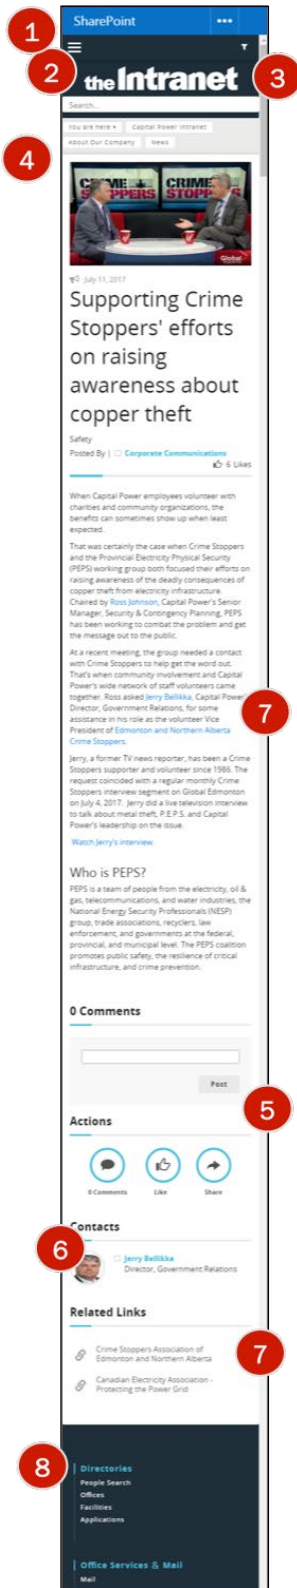 1
SharePoint
•••
2
the Intranet
3
Search...
You are here
Capital Power Intranet
4
About Our Company
News
CRIME STOPPERS
CRIME STOPP
Global
July 11, 2017
Supporting Crime
Stoppers' efforts
on raising
awareness about
copper theft
Safety
Posted By | Corporate Communications
6 Likes
When Capital Power employees volunteer with
charities and community organizations, the
benefits can sometimes show up when least
expected.
That was certainly the case when Crime Stoppers
and the Provincial Electricity Physical Security
(PEPS) working group both focused their efforts on
raising awareness of the deadly consequences of
copper theft from electricity infrastructure.
Chaired by Ross Johnson, Capital Power's Senior
Manager, Security & Contingency Planning, PEPS
has been working to combat the problem and get
the message out to the public.
At a recent meeting, the group needed a contact
with Crime Stoppers to help get the word out.
That's when community involvement and Capital
Power's wide network of staff volunteers came
together. Ross asked Jerry Bellikka, Capital Power's
Director, Government Relations, for some
7
assistance in his role as the volunteer Vice
President of Edmonton and Northern Alberta
Crime Stoppers.
Jerry, a former TV news reporter, has been a Crime
Stoppers supporter and volunteer since 1986. The
request coincided with a regular monthly Crime
Stoppers interview segment on Global Edmonton
on July 4, 2017. Jerry did a live television interview
to talk about metal theft, P.E.P.S. and Capital
Power's leadership on the issue.
Watch Jerry's interview.
Who is PEPS?
PEPS is a team of people from the electricity, oil &
gas, telecommunications, and water industries, the
National Energy Security Professionals (NESP)
group, trade associations, recyclers, law
enforcement, and governments at the federal,
provincial, and municipal level. The PEPS coalition
promotes public safety, the resilience of critical
infrastructure, and crime prevention.
0 Comments
Post
5
Actions
0 Comments
Like
Share
Contacts
6
Jerry Bellikka
Director, Government Relations
Related Links
Crime Stoppers Association of
Edmonton and Northern Alberta
7
Canadian Electricity Association -
Protecting the Power Grid
8
Directories
People Search
Offices
Facilities
Applications
Office Services & Mail
Mail